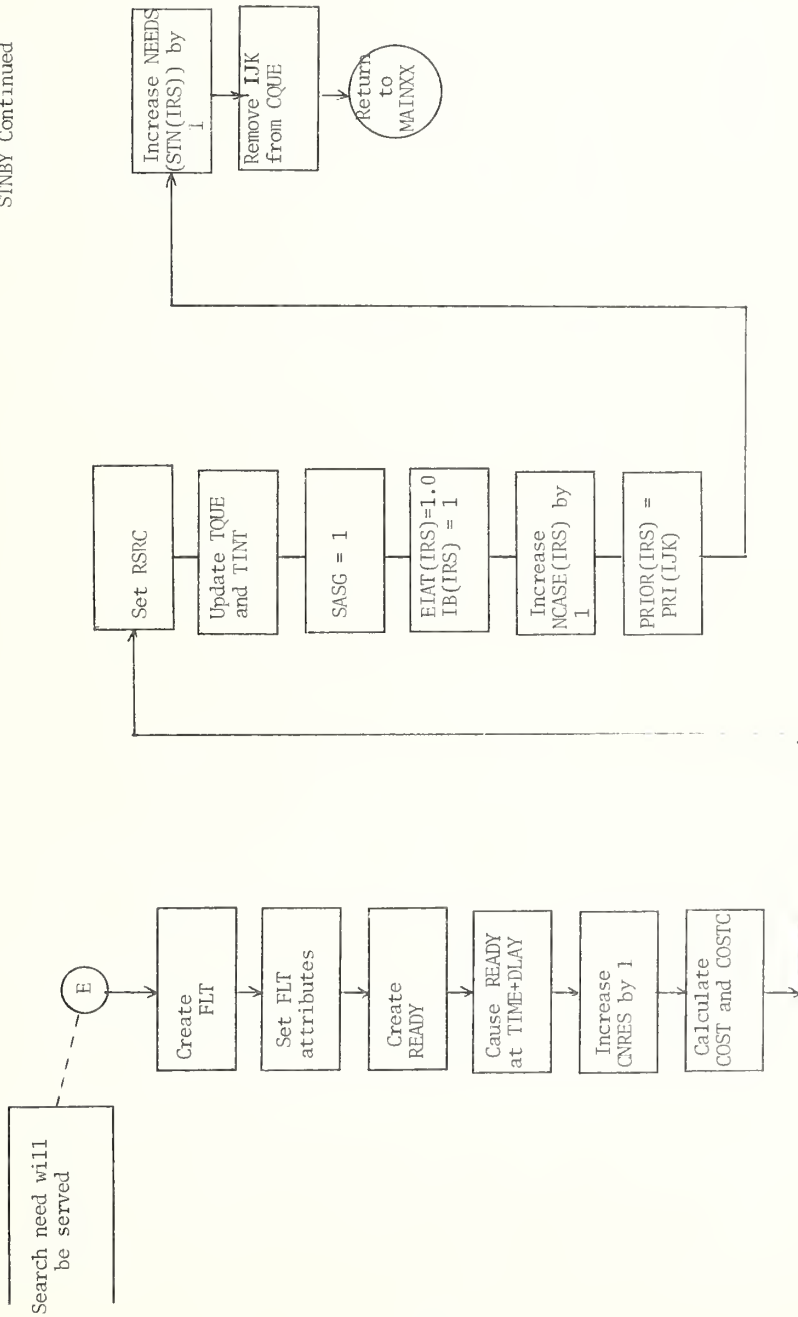 STNBY Continued
Search need will
be served
E
Create
FLT
Set FLT
attributes
Create
READY
Cause READY
at TIME+DLAY
Increase
CNRES by 1
Calculate
COST and COSTC
Set RSRC
Update TQUE
and TINT
SASG = 1
EIAT(IRS)=1.0
IB(IRS) = 1
Increase
NCASE(IRS) by
1
PRIOR(IRS) =
PRI(IJK)
Increase NEEDS
(STN(IRS)) by
1
Remove IJK
from CQUE
Return
to
MAINXX